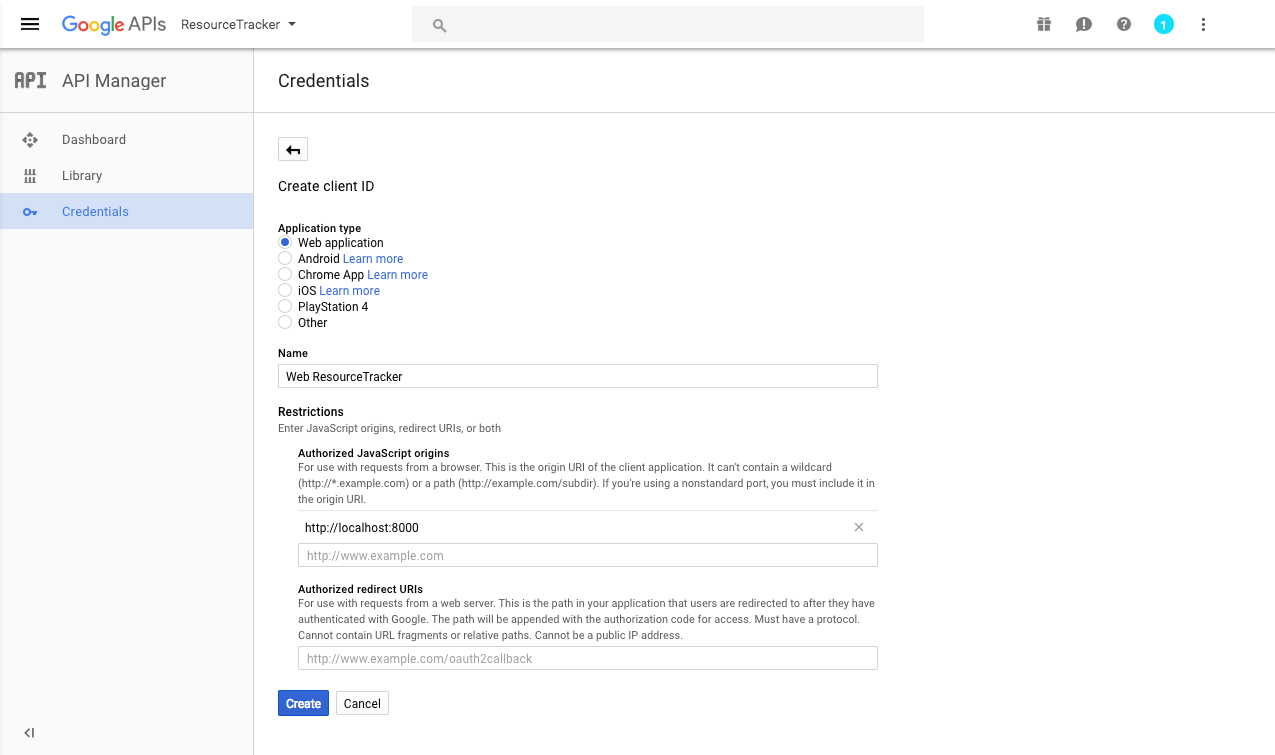 Google APIs ResourceTracker 1
API API Manager
Credentials
Dashboard
Library
Credentials
Create client ID
Application type
Web application
Android Learn more
Chrome App Learn more
iOS Learn more
PlayStation 4
Other
Name
Web ResourceTracker
Restrictions
Enter JavaScript origins, redirect URIs, or both
Authorized JavaScript origins
For use with requests from a browser. This is the origin URI of the client application. It can't contain a wildcard
(http://*.example.com) or a path (http://example.com/subdir). If you're using a nonstandard port, you must include it in
the origin URI.
http://localhost:8000
http://www.example.com
Authorized redirect URIs
For use with requests from a web server. This is the path in your application that users are redirected to after they have
authenticated with Google. The path will be appended with the authorization code for access. Must have a protocol.
Cannot contain URL fragments or relative paths. Cannot be a public IP address.
http://www.example.com/oauth2callback
Create Cancel